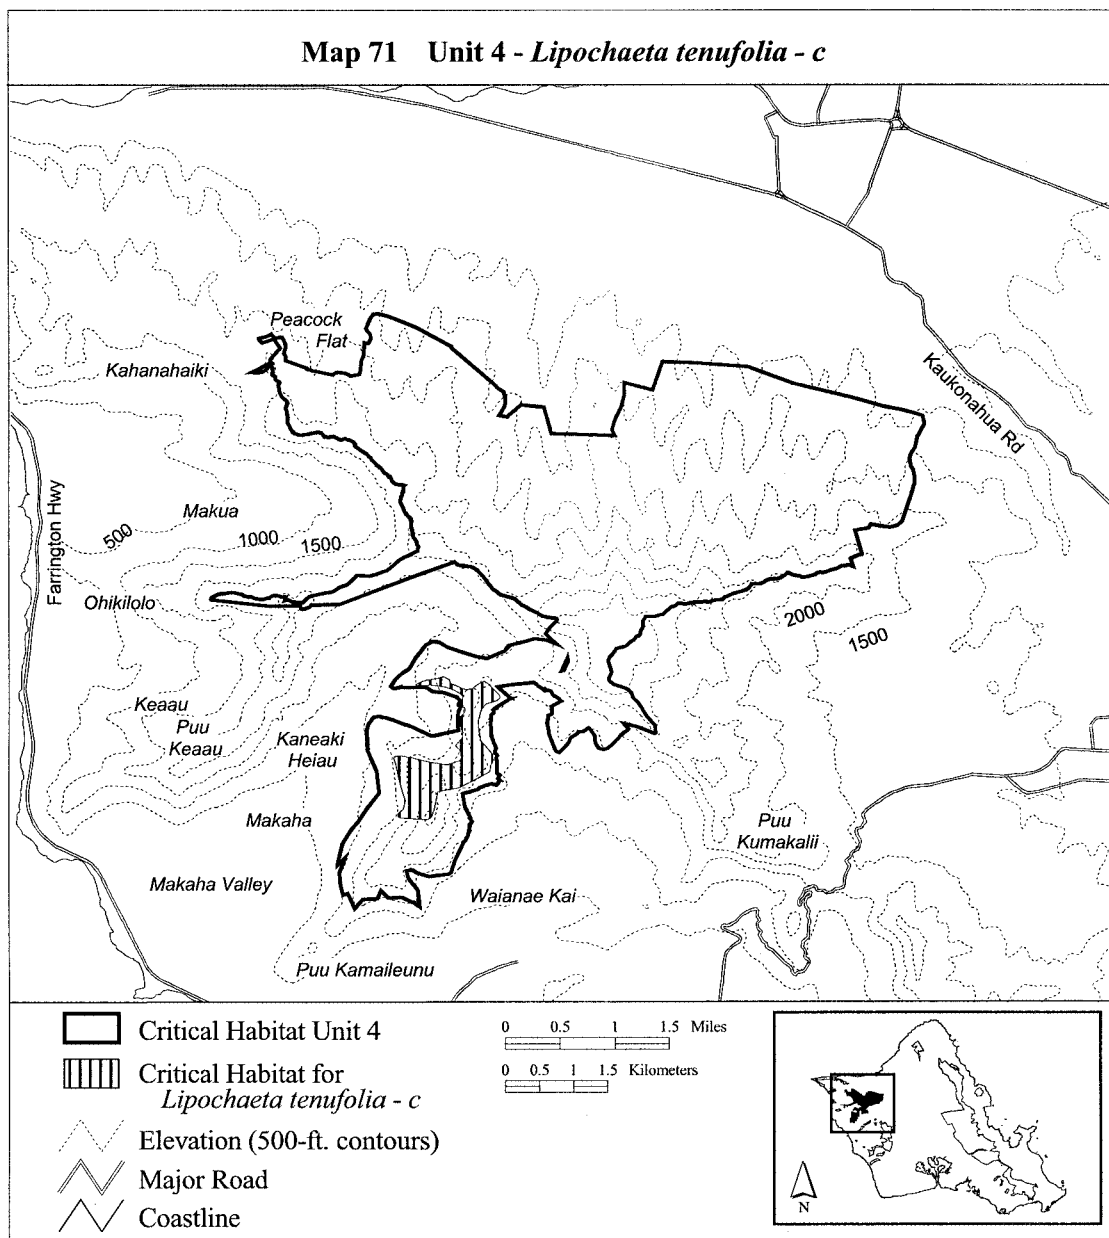 Map 71 Unit 4 - Lipochaeta tenufolia - c
Peacock
Flat
Kahanahaiki
Kaukonahua Rd
Farrington Hwy
Makua
500
1000
1500
Ohikilolo
2000
1500
Keaau
Puu
Keaau
Kaneaki
Heiau
Makaha
Puu
Kumakalii
Makaha Valley
Waianae Kai
Puu Kamaileunu
Critical Habitat Unit 4
Critical Habitat for
Lipochaeta tenufolia - c
Elevation (500-ft. contours)
Major Road
Coastline
0 0.5 1 1.5 Miles
0 0.5 1 1.5 Kilometers
N